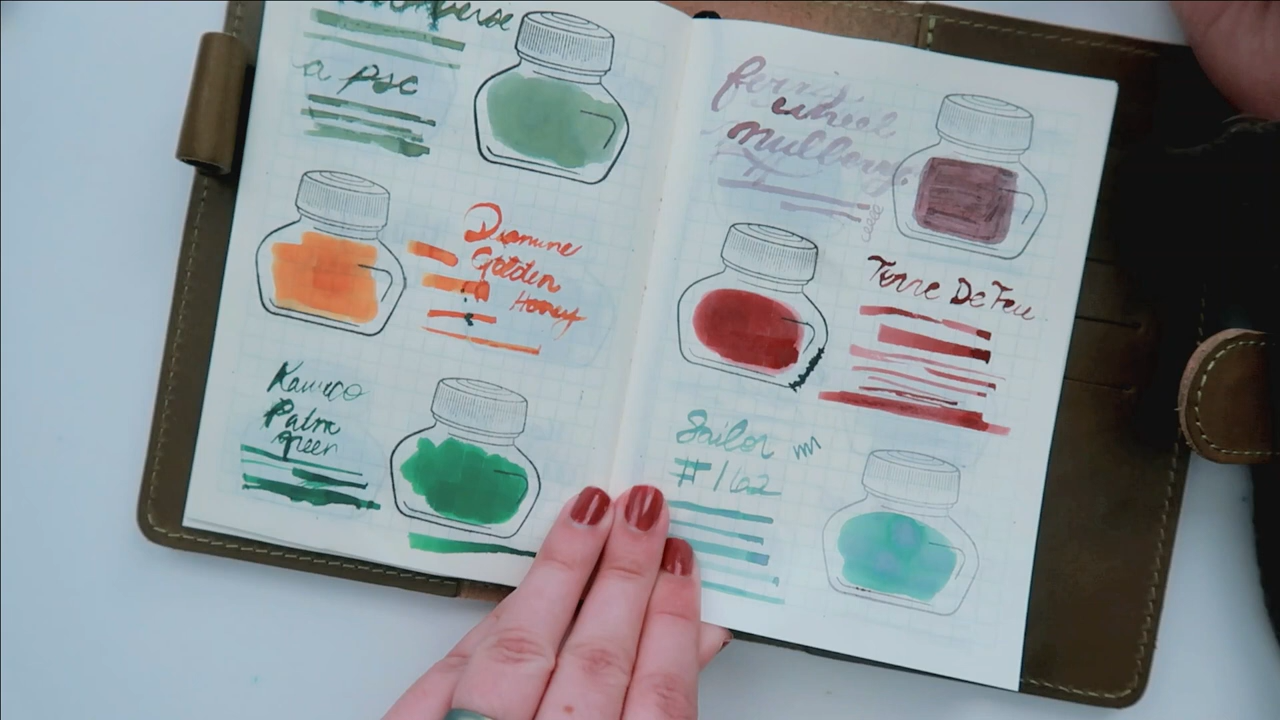 a psc
Diamine
Golden
Honey
Kaweco
Palm
Green
ferris
wheel
mulberry
Terre De Feu
Sailor
#162